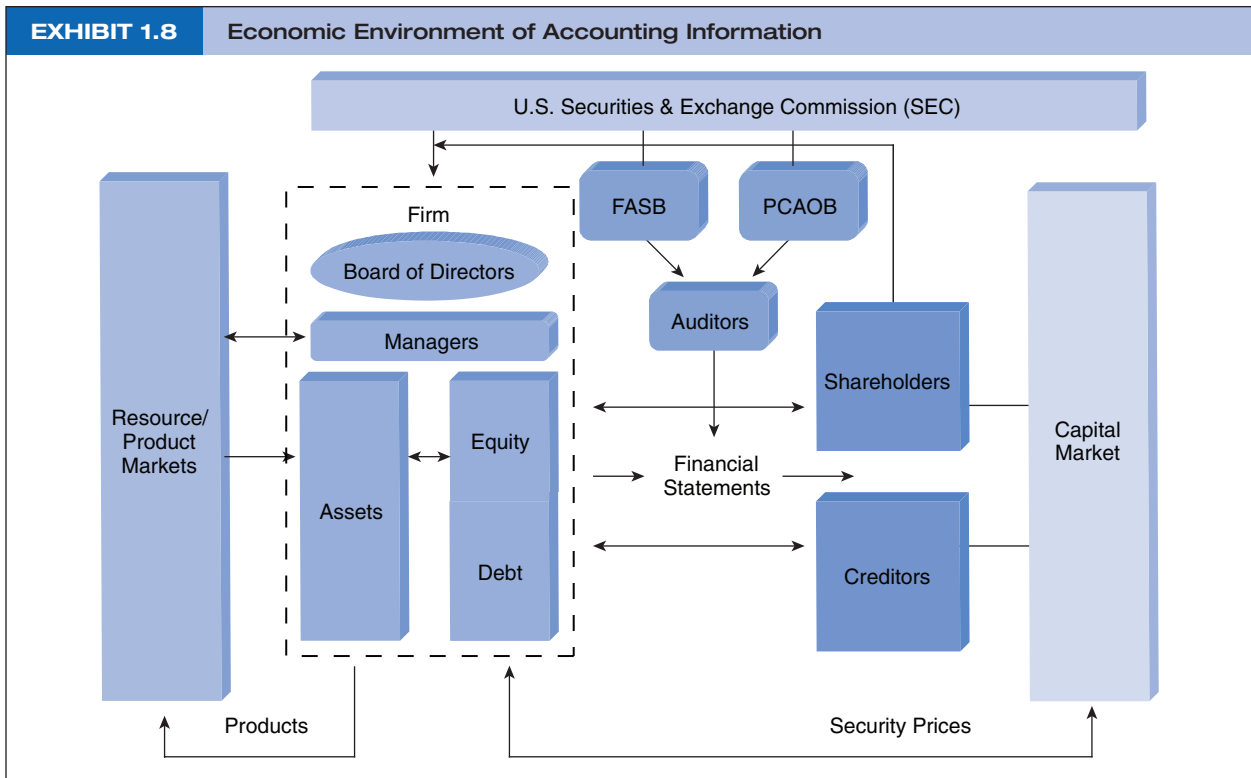 EXHIBIT 1.8
Economic Environment of Accounting Information
U.S. Securities & Exchange Commission (SEC)
Firm
Board of Directors
Managers
FASB
PCAOB
Auditors
Shareholders
Resource/
Product
Markets
Assets
Equity
Debt
Financial
Statements
Creditors
Capital
Market
Products
Security Prices